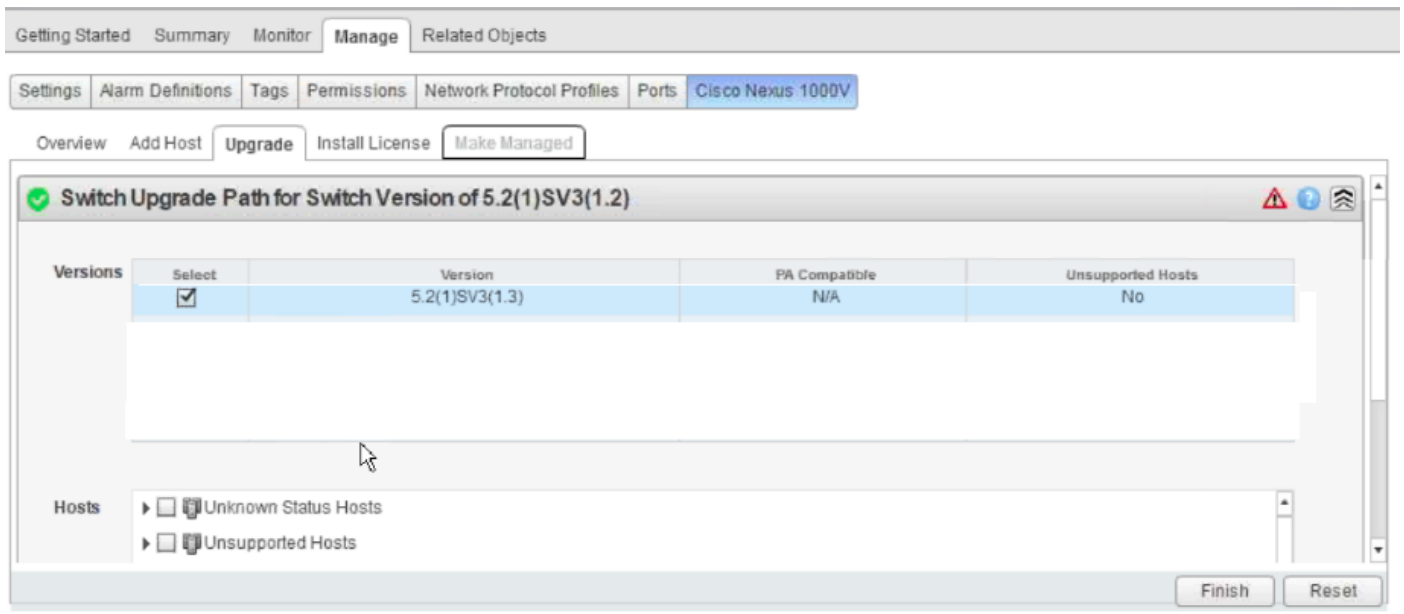 Getting Started Summary Monitor Manage Related Objects
Settings Alarm Definitions Tags Permissions Network Protocol Profiles Ports Cisco Nexus 1000V
Overview Add Host Upgrade Install License Make Managed
Switch Upgrade Path for Switch Version of 5.2(1)SV3(1.2)
Versions Select Version PA Compatible Unsupported Hosts
5.2(1)SV3(1.3) N/A No
Hosts Unknown Status Hosts
Unsupported Hosts
Finish Reset